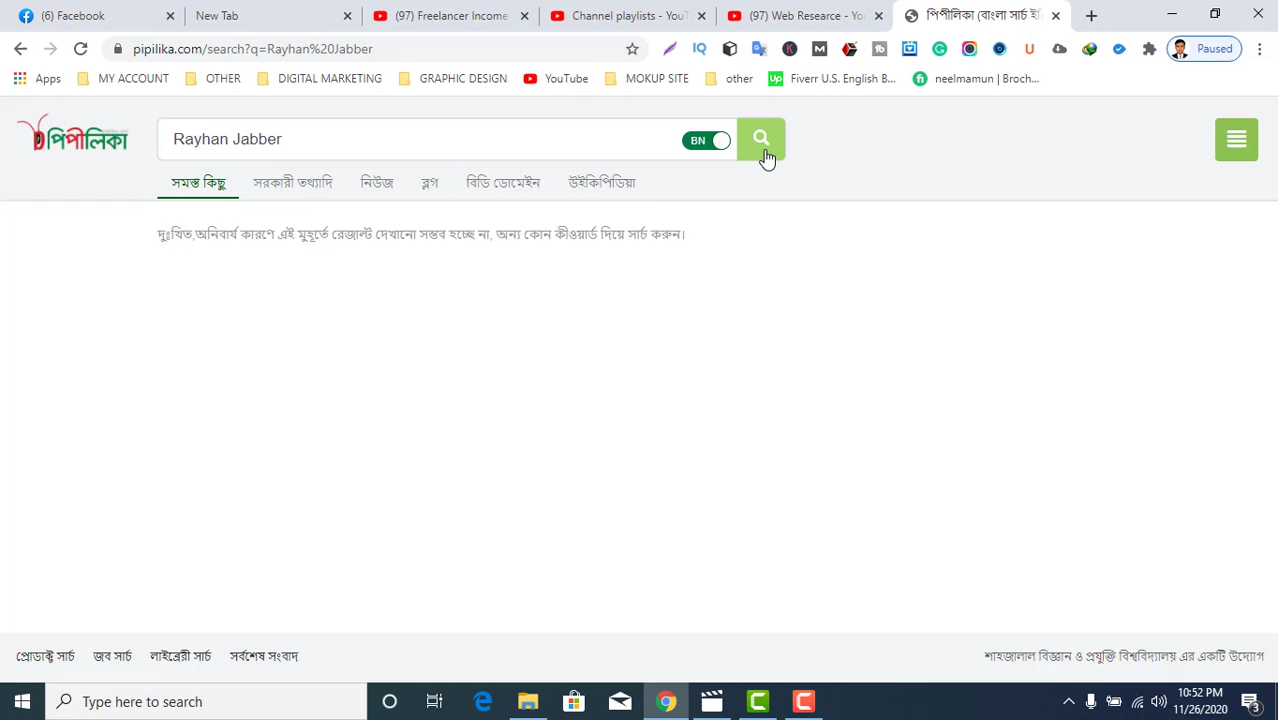 (6) Facebook
New Tab
(97) Freelancer Income
Channel playlists - YouT
(97) Web Researce - Yo
পিপীলিকা (বাংলা সার্চ ইি
pipilika.com/search?q=Rayhan%20Jabber
Paused
Apps
MY ACCOUNT
OTHER
DIGITAL MARKETING
GRAPHIC DESIGN
YouTube
MOKUP SITE
other
Fiverr U.S. English B...
neelmamun | Broch...
পিপীলিকা
Rayhan Jabber
BN
সমস্ত কিছু
সরকারী তথ্যাদি
নিউজ
ব্লগ
বিডি ডোমেইন
উইকিপিডিয়া
দুঃখিত,অনিবার্য কারণে এই মুহূর্তে রেজাল্ট দেখানো সম্ভব হচ্ছে না, অন্য কোন কীওয়ার্ড দিয়ে সার্চ করুন।
প্রোডাক্ট সার্চ
জব সার্চ
লাইব্রেরী সার্চ
সর্বশেষ সংবাদ
শাহজালাল বিজ্ঞান ও প্রযুক্তি বিশ্ববিদ্যালয় এর একটি উদ্যোগ
Type here to search
10:52 PM
11/26/2020
3